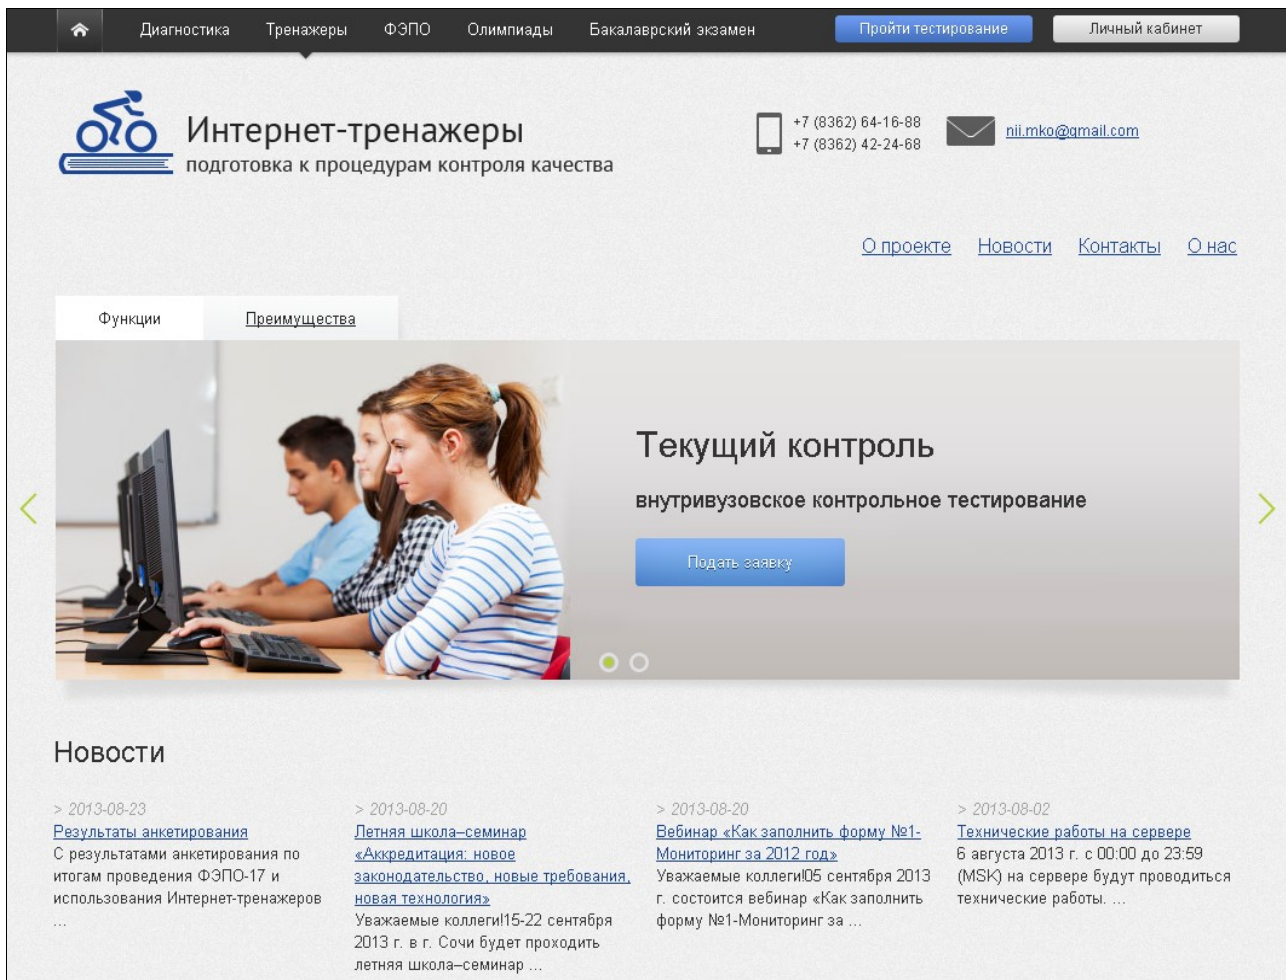 Диагностика Тренажеры ФЭПО Олимпиады Бакалаврский экзамен Пройти тестирование Личный кабинет
Интернет-тренажеры
подготовка к процедурам контроля качества
+7 (8362) 64-16-88
+7 (8362) 42-24-68
nii.mko@gmail.com
О проекте Новости Контакты О нас
Функции Преимущества
Текущий контроль
внутривузовское контрольное тестирование
Подать заявку
Новости
> 2013-08-23
Результаты анкетирования
С результатами анкетирования по
итогам проведения ФЭПО-17 и
использования Интернет-тренажеров
...
> 2013-08-20
Летняя школа–семинар
«Аккредитация: новое
законодательство, новые требования,
новая технология»
Уважаемые коллеги!15-22 сентября
2013 г. в г. Сочи будет проходить
летняя школа–семинар ...
> 2013-08-20
Вебинар «Как заполнить форму №1-
Мониторинг за 2012 год»
Уважаемые коллеги!05 сентября 2013
г. состоится вебинар «Как заполнить
форму №1-Мониторинг за ...
> 2013-08-02
Технические работы на сервере
6 августа 2013 г. с 00:00 до 23:59
(MSK) на сервере будут проводиться
технические работы. ...